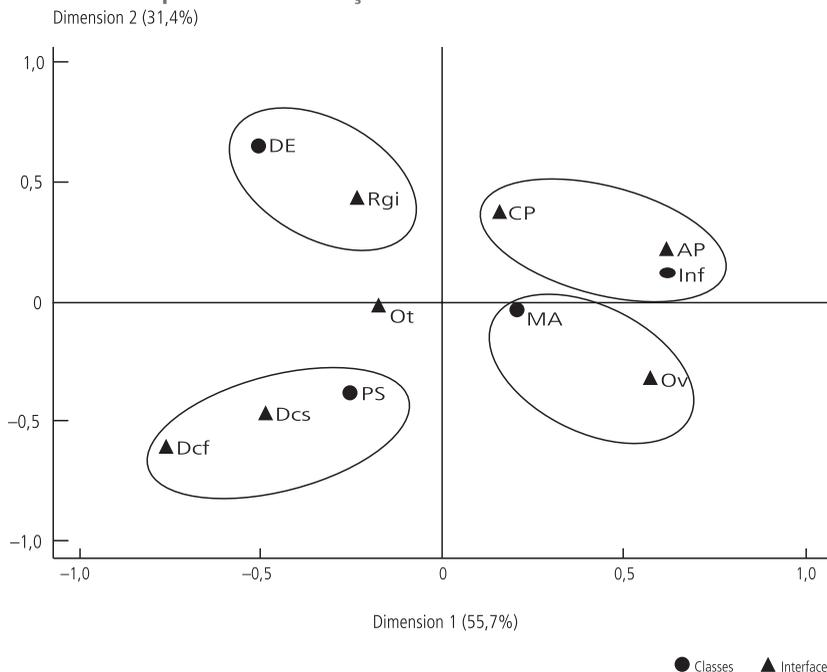 Dimension 2 (31,4%)
1,0
DE
0,5
Rgi
CP
AP
Inf
0
Ot
MA
Ov
PS
–0,5
Dcs
Dcf
–1,0
–1,0 –0,5 0 0,5 1,0
Dimension 1 (55,7%)
Classes Interface